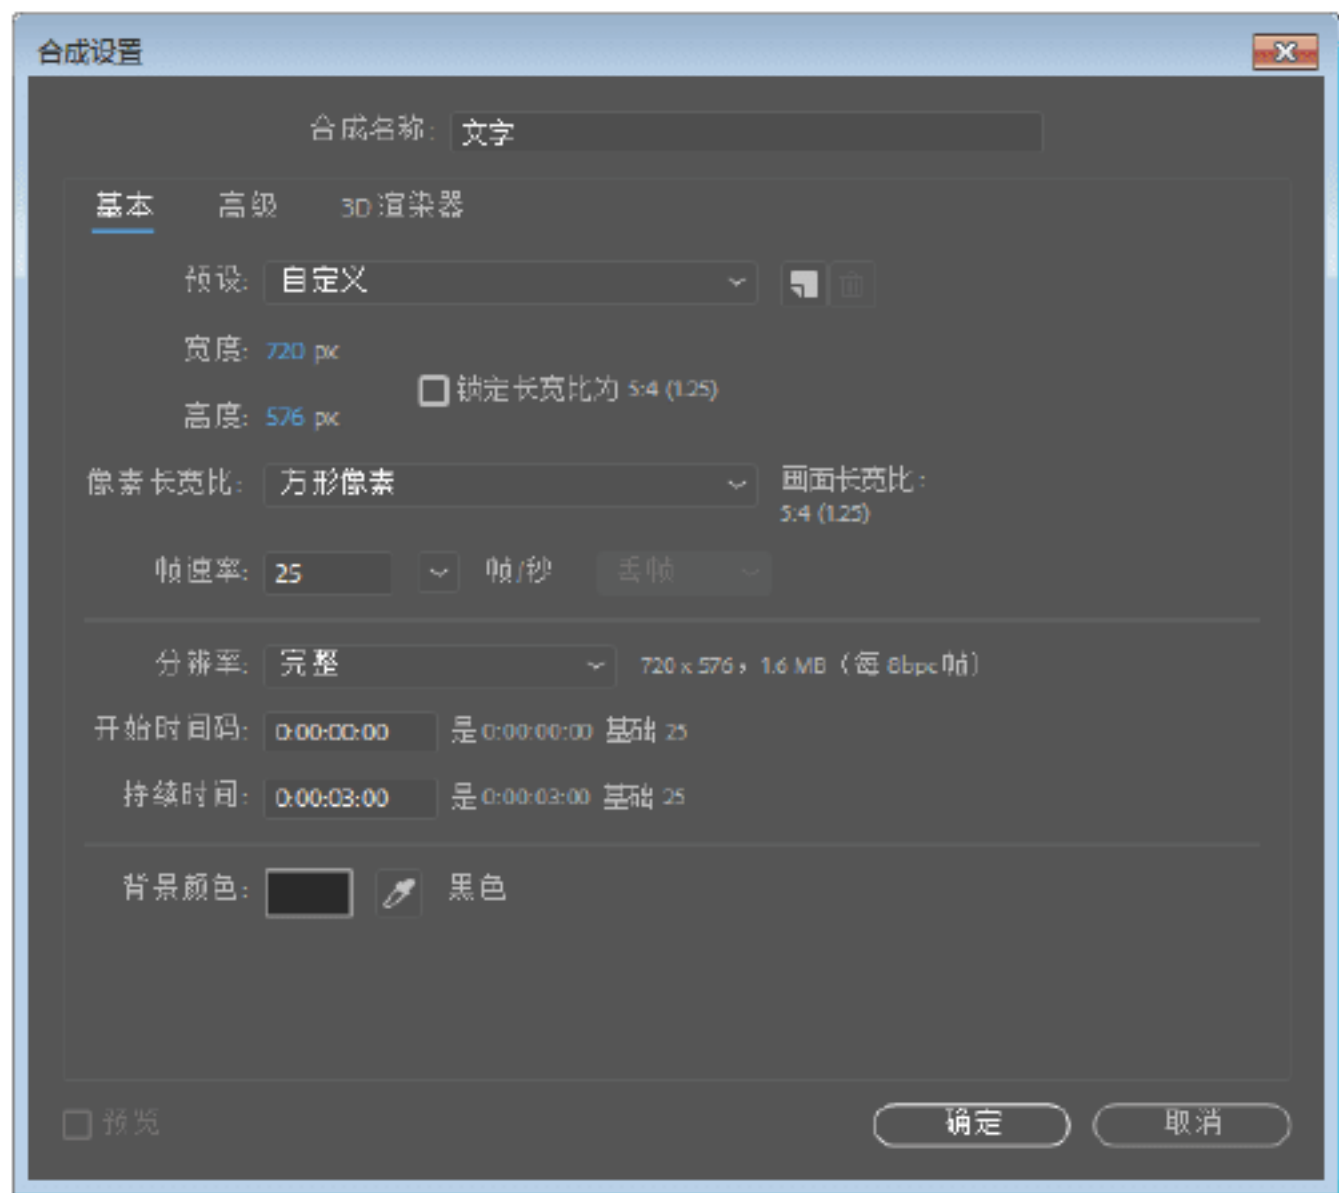 合成设置
合成名称: 文字
基本 高级 3D 渲染器
预设: 自定义
宽度: 720 px
锁定长宽比为 5:4 (1.25)
高度: 576 px
像素长宽比: 方形像素 画面长宽比:
5:4 (1.25)
帧速率: 25 帧/秒 丢帧
分辨率: 完整 720 x 576，1.6 MB（每 8bpc 帧）
开始时间码: 0:00:00:00 是 0:00:00:00 基础 25
持续时间: 0:00:03:00 是 0:00:03:00 基础 25
背景颜色: 黑色
预览 确定 取消